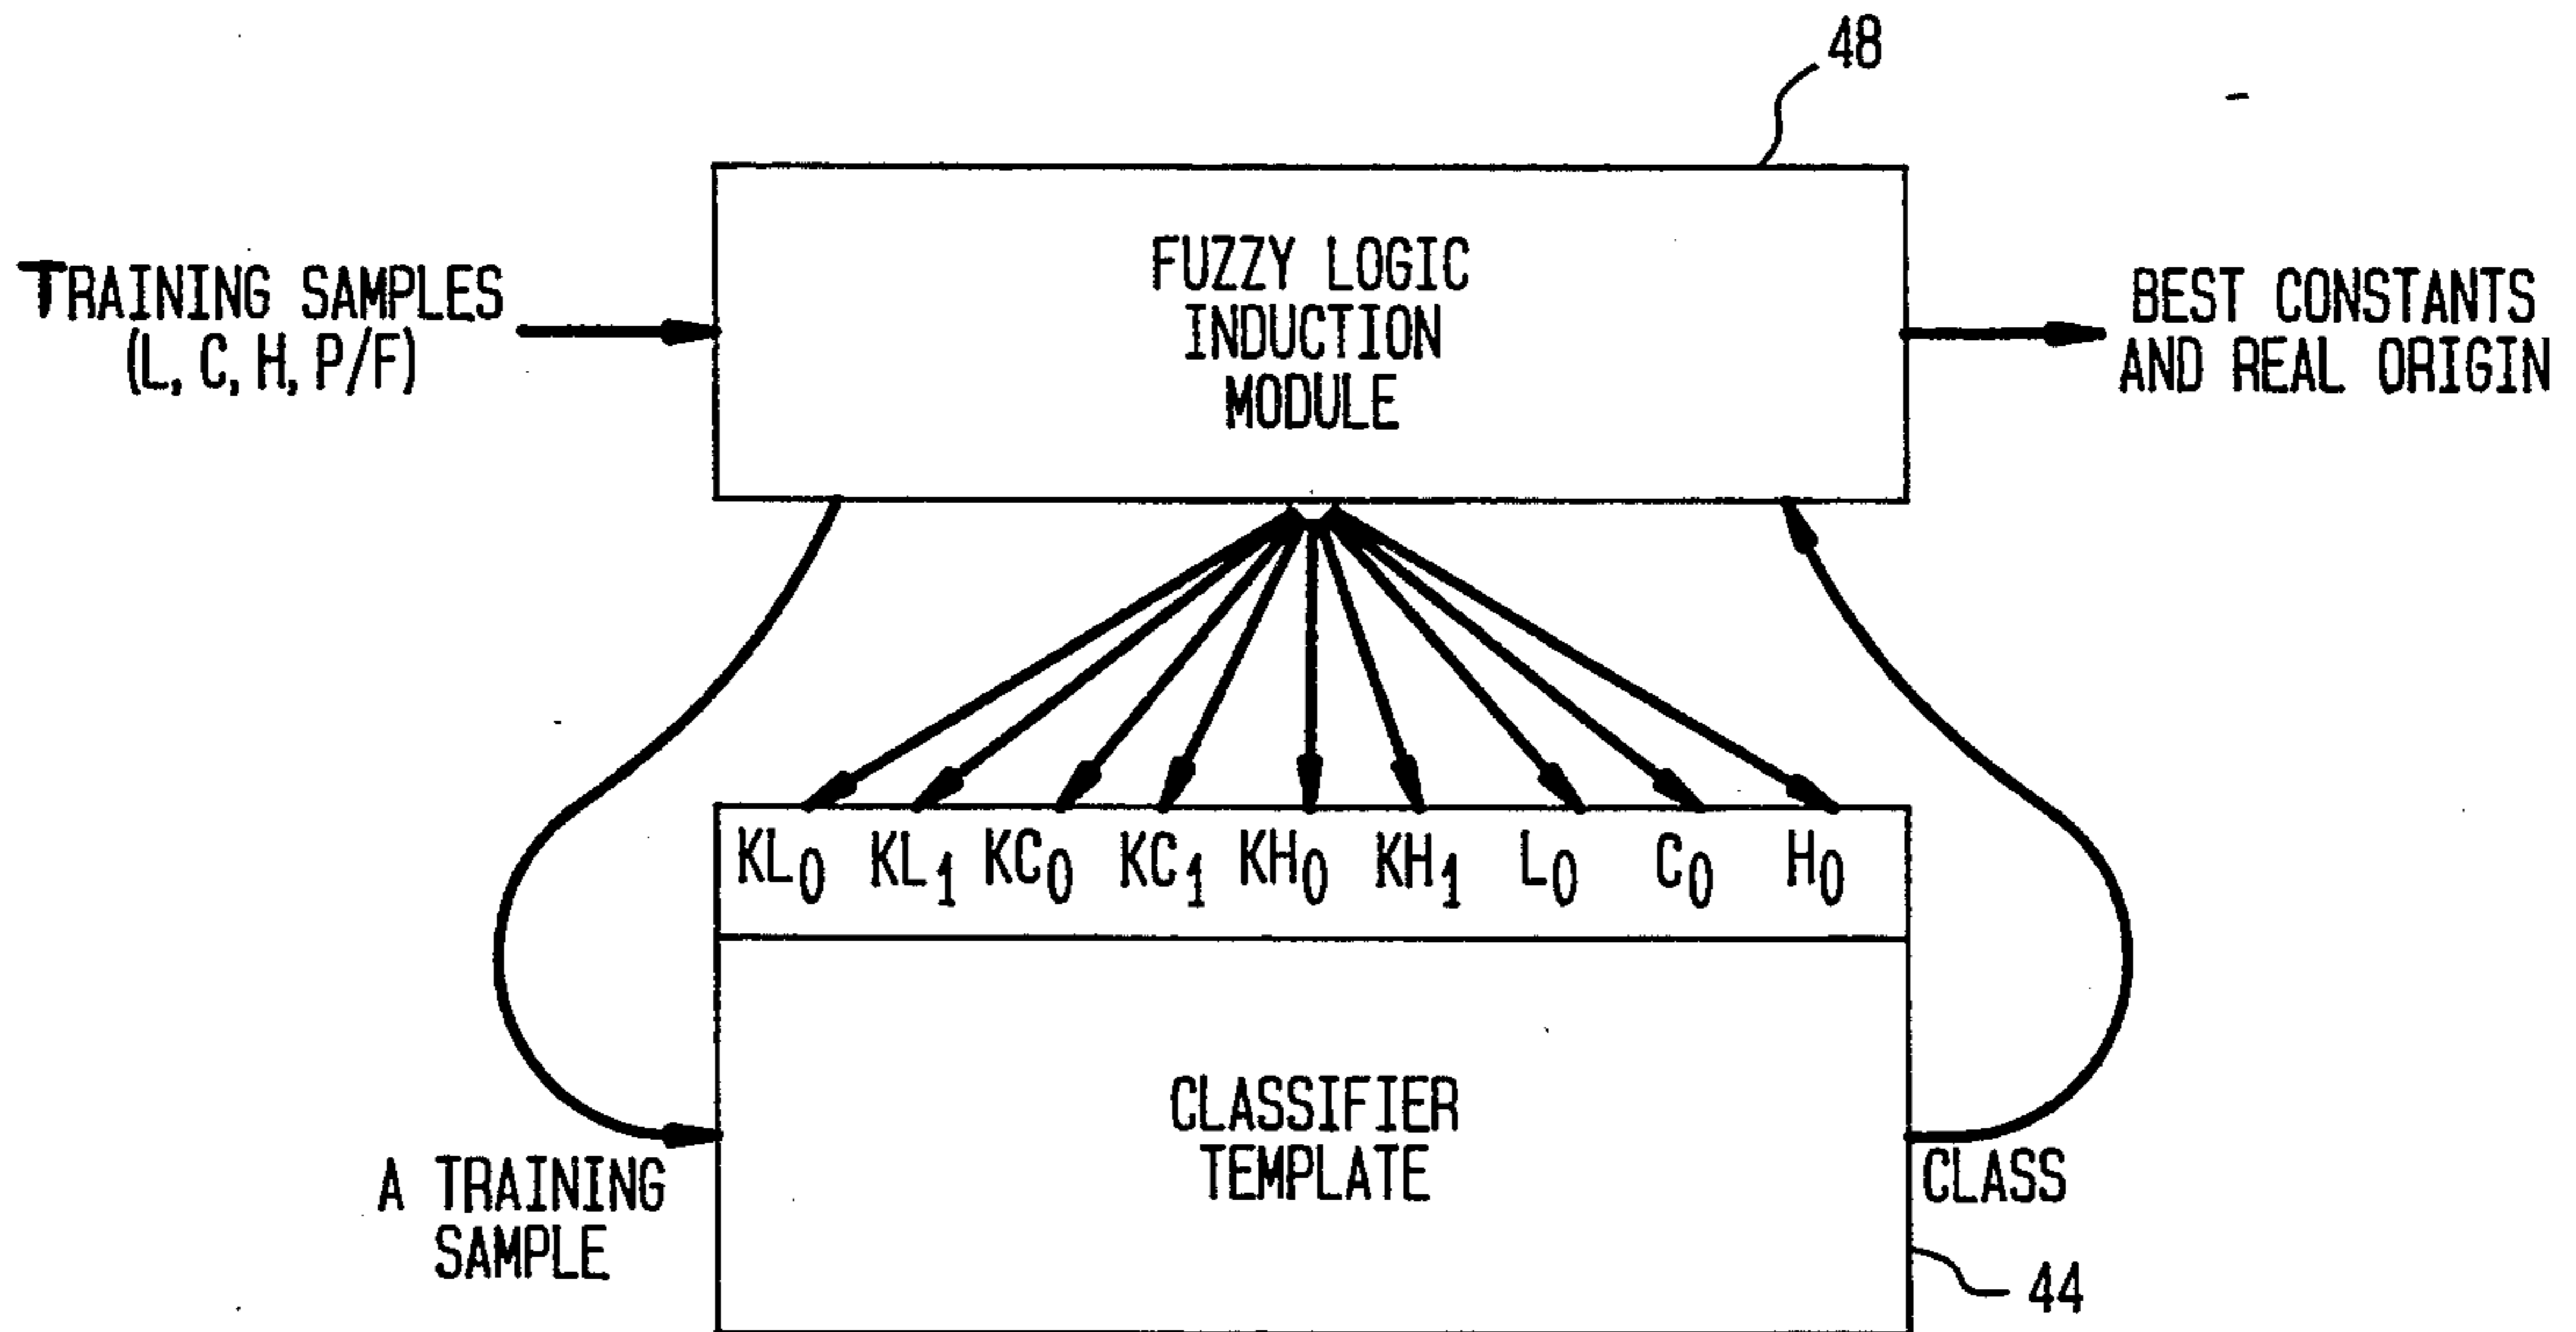 48
FUZZY LOGIC
INDUCTION
MODULE
TRAINING SAMPLES
(L, C, H, P/F)
BEST CONSTANTS
AND REAL ORIGIN
KL₀ KL₁ KC₀ KC₁ KH₀ KH₁ L₀ C₀ H₀
CLASSIFIER
TEMPLATE
A TRAINING
SAMPLE
CLASS
44